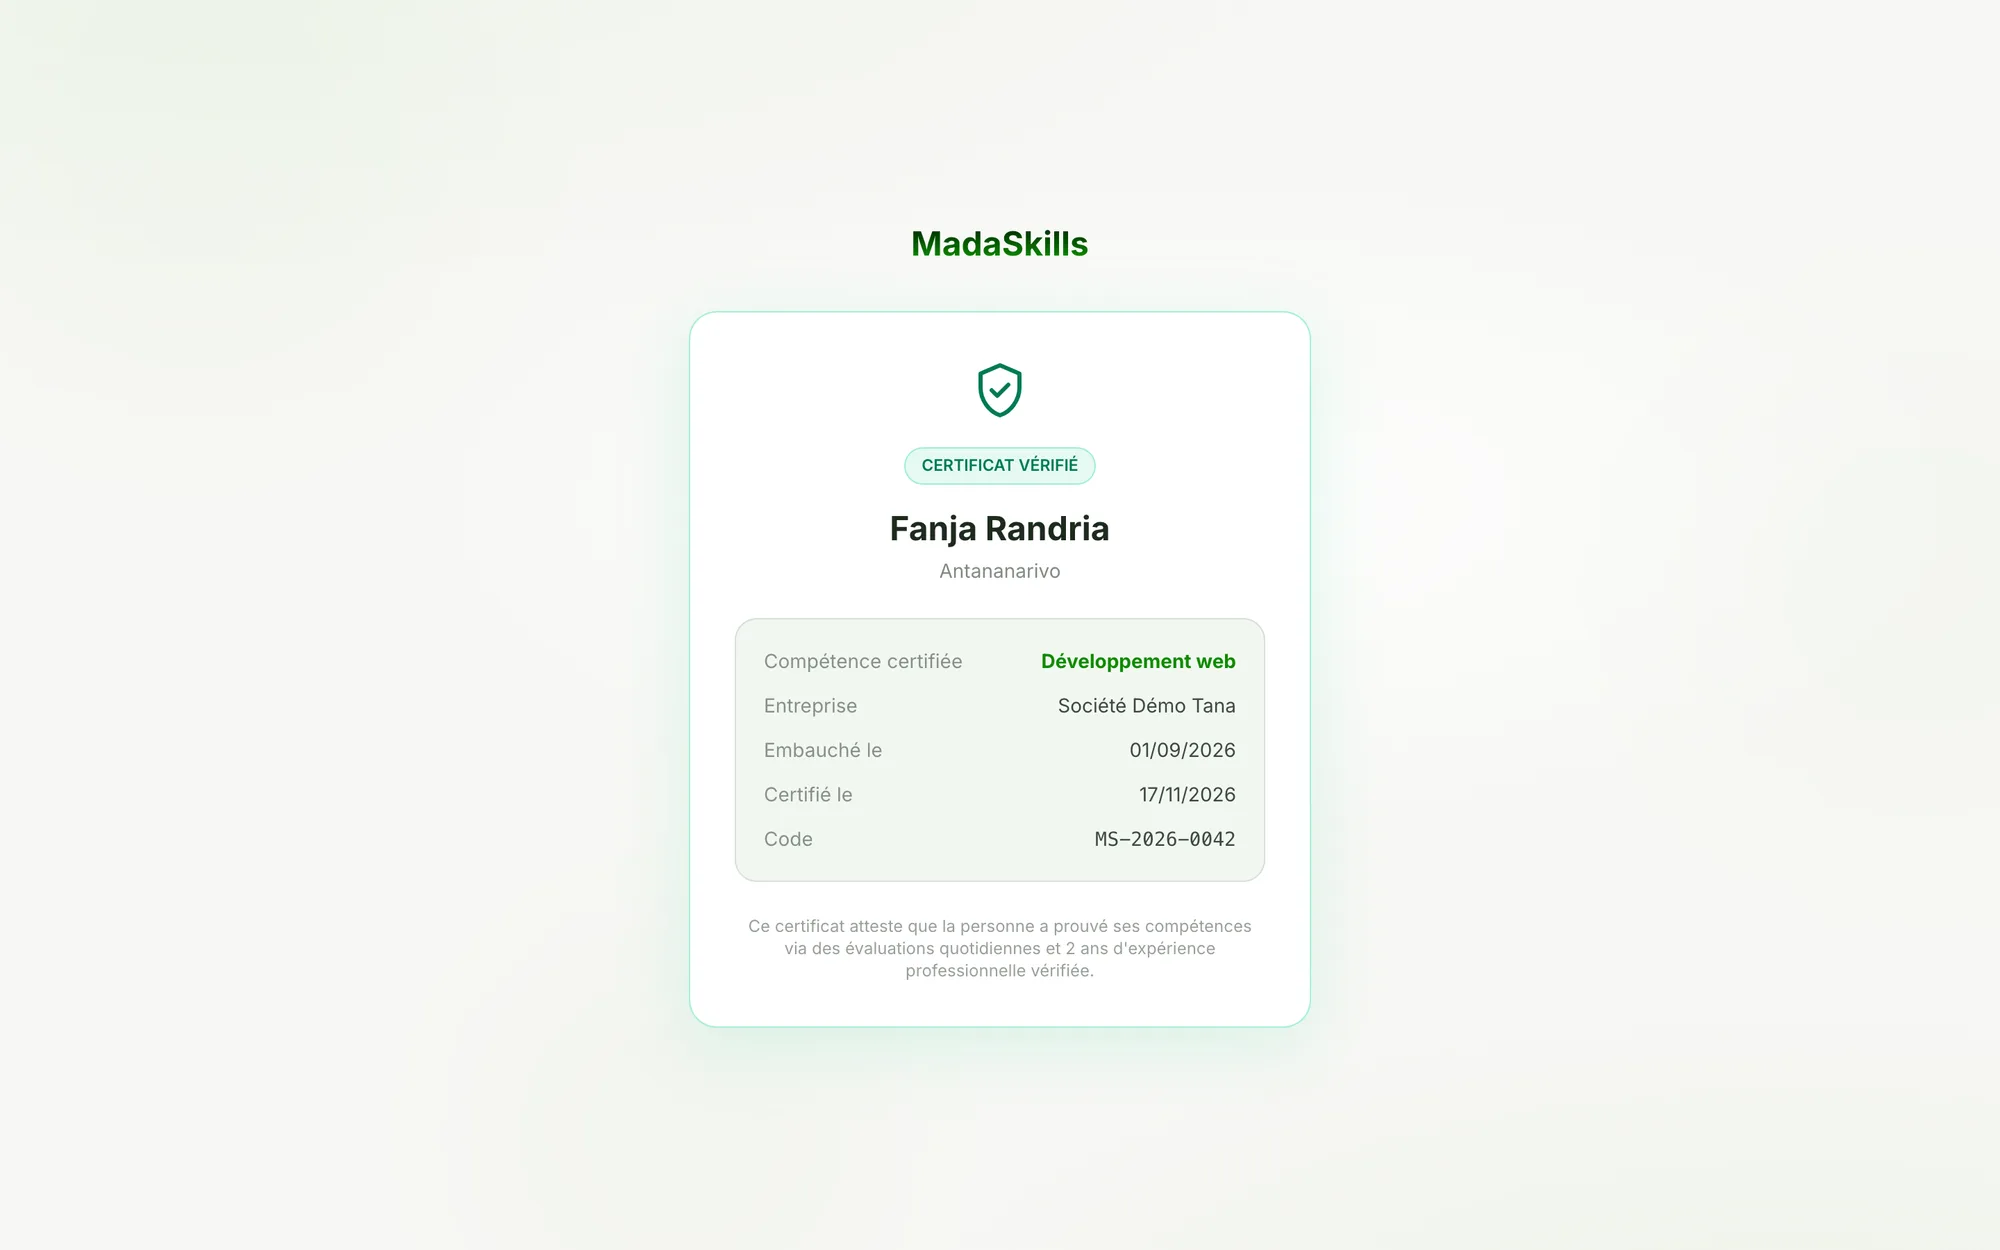 MadaSkills
CERTIFICAT VÉRIFIÉ
Fanja Randria
Antananarivo
Compétence certifiée Développement web
Entreprise Société Démo Tana
Embauché le 01/09/2026
Certifié le 17/11/2026
Code MS-2026-0042
Ce certificat atteste que la personne a prouvé ses compétences
via des évaluations quotidiennes et 2 ans d'expérience
professionnelle vérifiée.